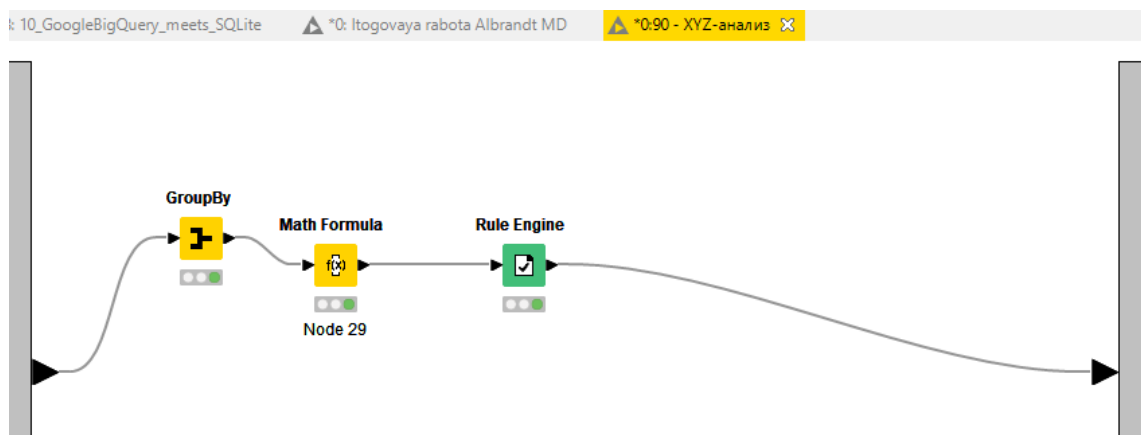 : 10_GoogleBigQuery_meets_SQLite
*0: Itogovaya rabota Albrandt MD
*0:90 - XYZ-анализ
GroupBy
Math Formula
Rule Engine
f(x)
Node 29